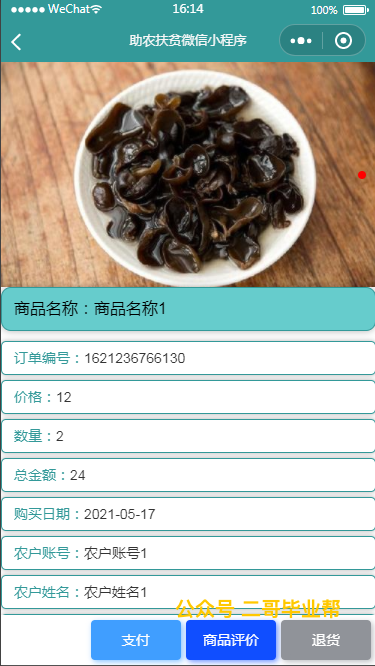 WeChat 16:14 100%
助农扶贫微信小程序
商品名称：商品名称1
订单编号：1621236766130
价格：12
数量：2
总金额：24
购买日期：2021-05-17
农户账号：农户账号1
农户姓名：农户姓名1
公众号 二哥毕业帮
支付 商品评价 退货